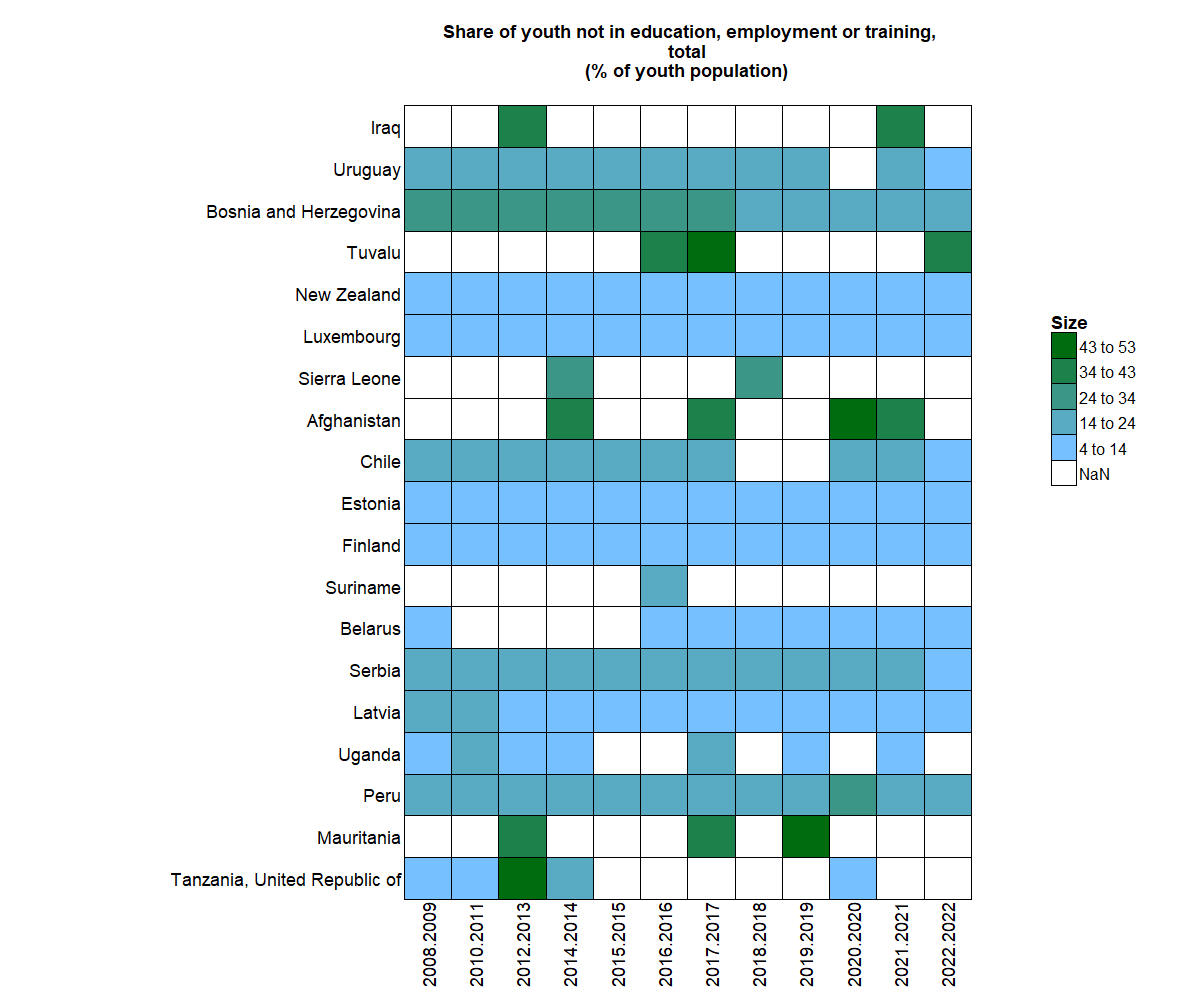 Share of youth not in education, employment or training,
total
(% of youth population)
Iraq
Uruguay
Bosnia and Herzegovina
Tuvalu
New Zealand
Luxembourg
Sierra Leone
Afghanistan
Chile
Estonia
Finland
Suriname
Belarus
Serbia
Latvia
Uganda
Peru
Mauritania
Tanzania, United Republic of
2008.2009
2010.2011
2012.2013
2014.2014
2015.2015
2016.2016
2017.2017
2018.2018
2019.2019
2020.2020
2021.2021
2022.2022
Size
43 to 53
34 to 43
24 to 34
14 to 24
4 to 14
NaN